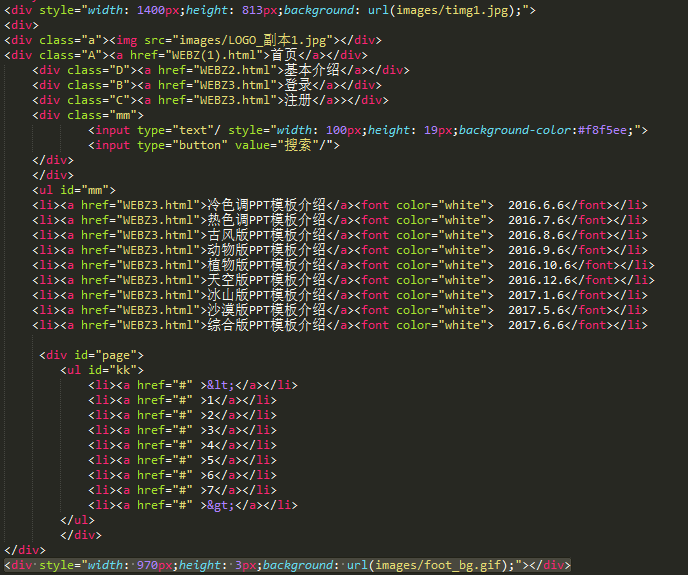 <div style="width: 1400px;height: 813px;background: url(images/timg1.jpg);">
<div>
<div class="a"><img src="images/LOGO_副本1.jpg"></div>
<div class="A"><a href="WEBZ(1).html">首页</a></div>
<div class="D"><a href="WEBZ2.html">基本介绍</a></div>
<div class="B"><a href="WEBZ3.html">登录</a></div>
<div class="C"><a href="WEBZ3.html">注册</a>></div>
<div class="mm">
<input type="text"/ style="width: 100px;height: 19px;background-color:#f8f5ee;">
<input type="button" value="搜索"/">
</div>
</div>
<ul id="mm">
<li><a href="WEBZ3.html">冷色调PPT模板介绍</a><font color="white">  2016.6.6</font></li>
<li><a href="WEBZ3.html">热色调PPT模板介绍</a><font color="white">  2016.7.6</font></li>
<li><a href="WEBZ3.html">古风版PPT模板介绍</a><font color="white">  2016.8.6</font></li>
<li><a href="WEBZ3.html">动物版PPT模板介绍</a><font color="white">  2016.9.6</font></li>
<li><a href="WEBZ3.html">植物版PPT模板介绍</a><font color="white">  2016.10.6</font></li>
<li><a href="WEBZ3.html">天空版PPT模板介绍</a><font color="white">  2016.12.6</font></li>
<li><a href="WEBZ3.html">冰山版PPT模板介绍</a><font color="white">  2017.1.6</font></li>
<li><a href="WEBZ3.html">沙漠版PPT模板介绍</a><font color="white">  2017.5.6</font></li>
<li><a href="WEBZ3.html">综合版PPT模板介绍</a><font color="white">  2017.6.6</font></li>
<div id="page">
<ul id="kk">
<li><a href="#" >&lt;</a></li>
<li><a href="#" >1</a></li>
<li><a href="#" >2</a></li>
<li><a href="#" >3</a></li>
<li><a href="#" >4</a></li>
<li><a href="#" >5</a></li>
<li><a href="#" >6</a></li>
<li><a href="#" >7</a></li>
<li><a href="#" >&gt;</a></li>
</ul>
</div>
</div>
<div style="width: 970px;height: 3px;background: url(images/foot_bg.gif);"></div>